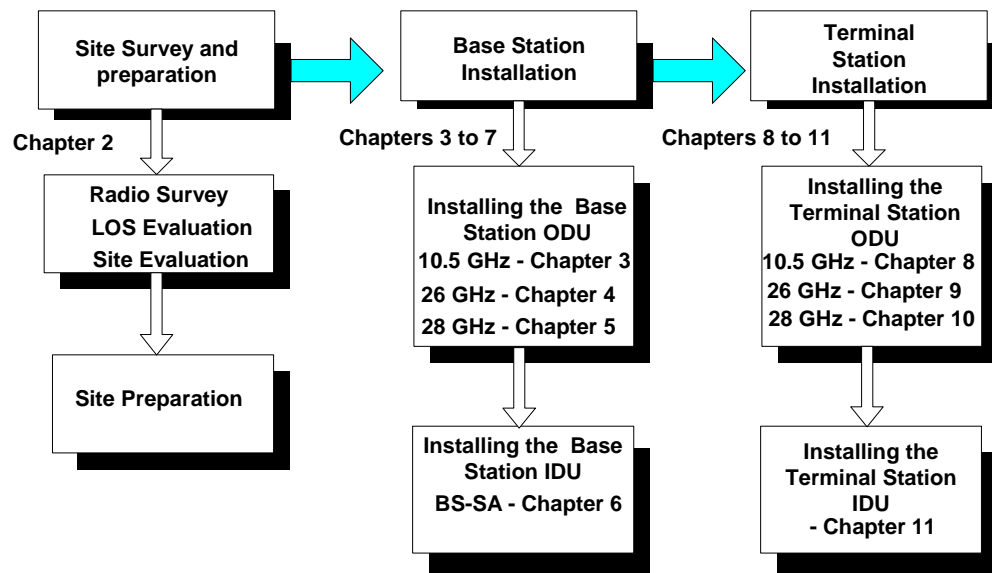 Site Survey and
preparation
Base Station
Installation
Terminal
Station
Installation
Chapter 2
Chapters 3 to 7
Chapters 8 to 11
Radio Survey
LOS Evaluation
Site Evaluation
Installing the Base
Station ODU
10.5 GHz - Chapter 3
26 GHz - Chapter 4
28 GHz - Chapter 5
Installing the
Terminal Station
ODU
10.5 GHz - Chapter 8
26 GHz - Chapter 9
28 GHz - Chapter 10
Site Preparation
Installing the Base
Station IDU
BS-SA - Chapter 6
Installing the
Terminal Station
IDU
- Chapter 11